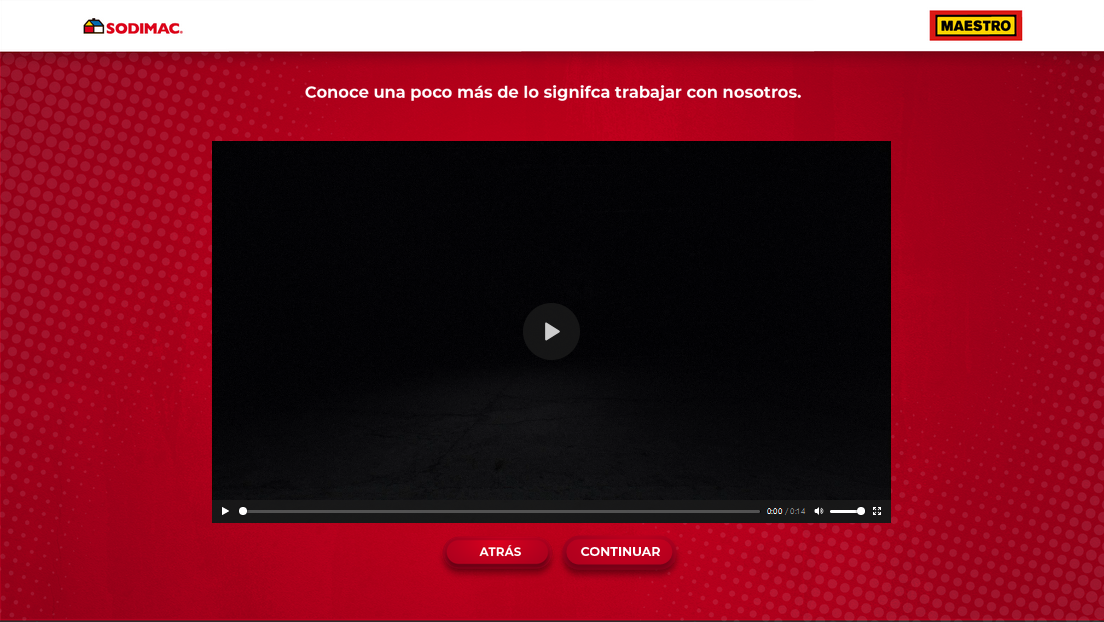 SODIMAC
MAESTRO
Conoce una poco más de lo signifca trabajar con nosotros.
0:00 / 0:14
ATRÁS
CONTINUAR